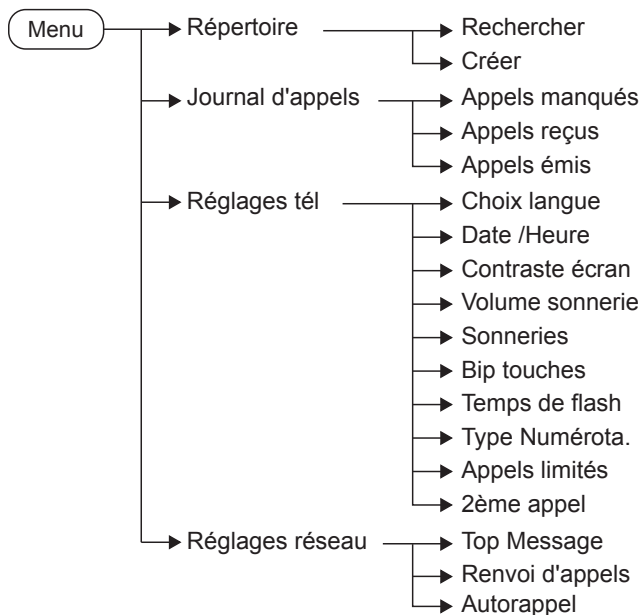 Menu
Répertoire
Rechercher
Créer
Journal d'appels
Appels manqués
Appels reçus
Appels émis
Réglages tél
Choix langue
Date /Heure
Contraste écran
Volume sonnerie
Sonneries
Bip touches
Temps de flash
Type Numérota.
Appels limités
2ème appel
Réglages réseau
Top Message
Renvoi d'appels
Autorappel